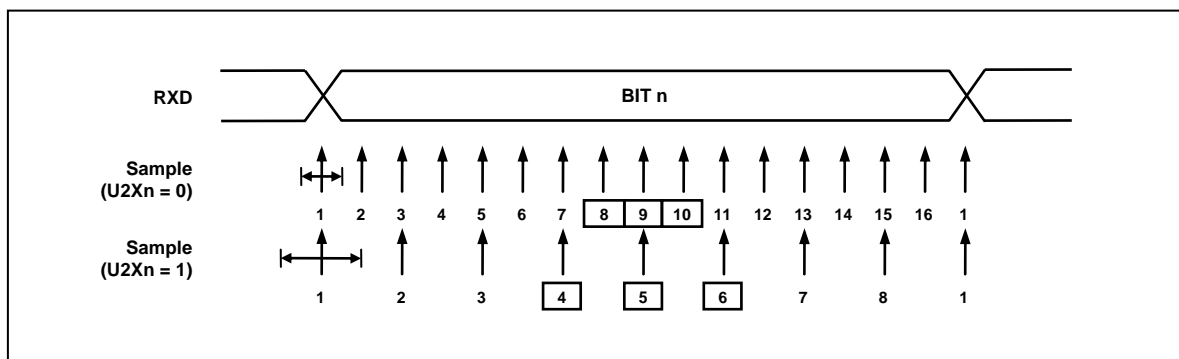 RXD
BIT n
Sample
(U2Xn = 0)
1 2 3 4 5 6 7 8 9 10 11 12 13 14 15 16 1
Sample
(U2Xn = 1)
1 2 3 4 5 6 7 8 1